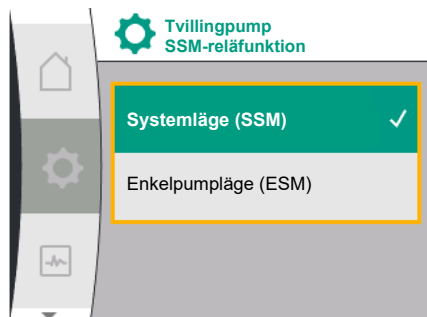 Tvillingpump
SSM-reläfunktion
Systemläge (SSM)
Enkelpumpläge (ESM)